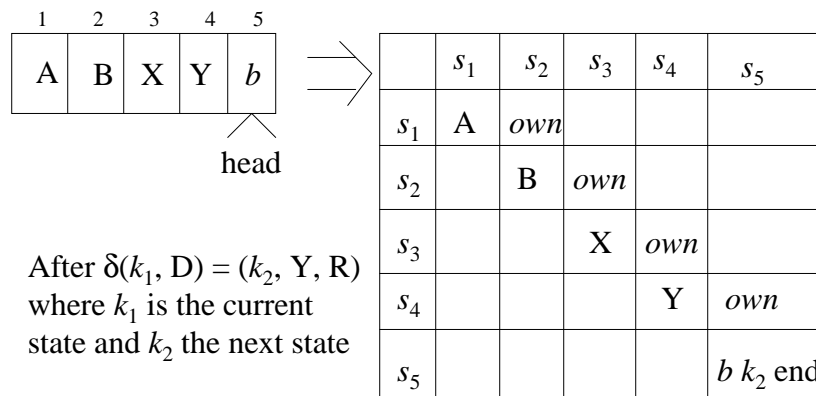 1 2 3 4 5
A B X Y b
head
After δ(k₁, D) = (k₂, Y, R)
where k₁ is the current
state and k₂ the next state
s₁ s₂ s₃ s₄ s₅
s₁ A own
s₂ B own
s₃ X own
s₄ Y own
s₅ b k₂ end